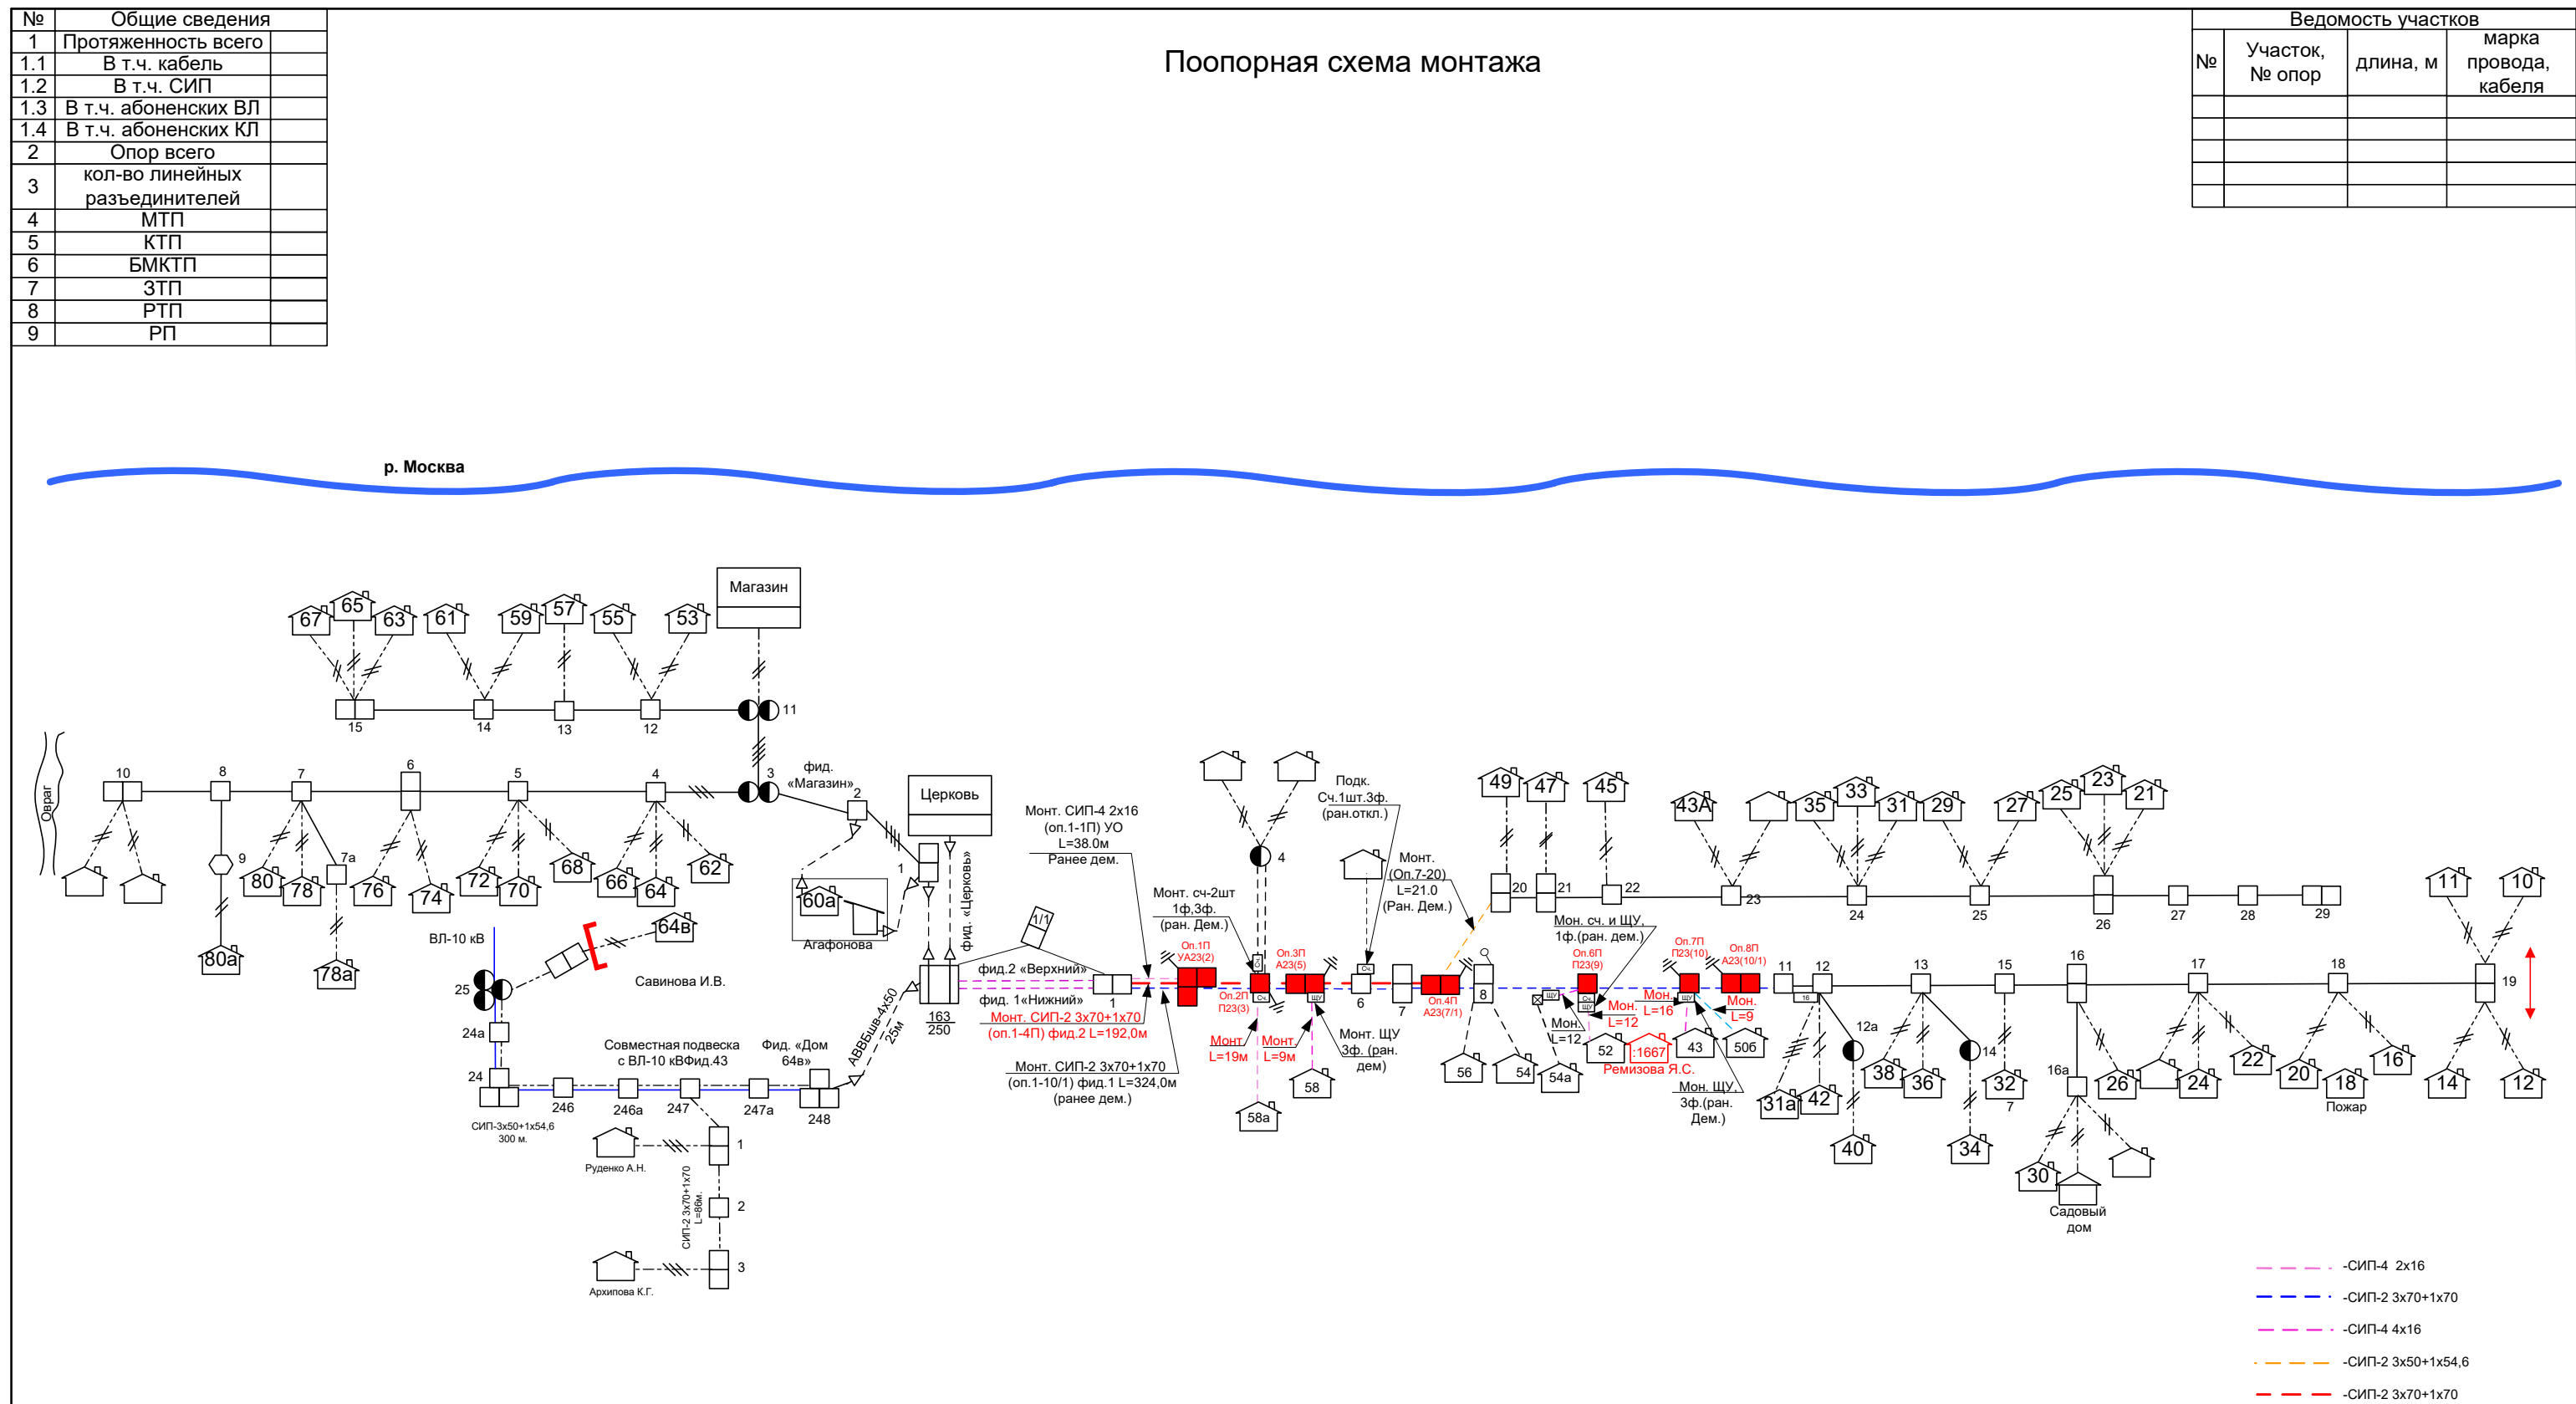 № Общие сведения
1 Протяженность всего
1.1 В т.ч. кабель
1.2 В т.ч. СИП
1.3 В т.ч. абоненских ВЛ
1.4 В т.ч. абоненских КЛ
2 Опор всего
3 кол-во линейных
разъединителей
4 МТП
5 КТП
6 БМКТП
7 ЗТП
8 РТП
9 РП
Поопорная схема монтажа
Ведомость участков
№ Участок, № опор длина, м марка провода, кабеля
р. Москва
Магазин
67 65 63 61 59 57 55 53
15 14 13 12 11
Овраг
10 8 7 6 5 4 3
фид.
«Магазин»
2
Церковь
1
9 7а
80 78 76 74 72 70 68 66 64 62
80а 78а
60а
Агафонова
фид. «Церковь»
64в
ВЛ-10 кВ
Савинова И.В.
25
24а
24
Совместная подвеска
с ВЛ-10 кВФид.43
Фид. «Дом
64в»
246 246а 247 247а 248
СИП-3х50+1х54,6
300 м.
АВВБшв-4х50
25м
163
250
Руденко А.Н.
1
СИП-2 3х70+1х70
L=86м.
2
3
Архипова К.Г.
1/1
фид.2 «Верхний»
фид. 1«Нижний»
1
Монт. СИП-4 2х16
(оп.1-1П) УО
L=38.0м
Ранее дем.
Монт. СИП-2 3х70+1х70
(оп.1-4П) фид.2 L=192,0м
Монт. СИП-2 3х70+1х70
(оп.1-10/1) фид.1 L=324,0м
(ранее дем.)
Оп.1П
УА23(2)
Монт. сч-2шт
1ф,3ф.
(ран. Дем.)
4
Сч
Оп.2П
П23(3)
Сч.
Оп.3П
А23(5)
ЩУ
Монт.
L=19м
Монт.
L=9м
58а
58
Монт. ЩУ
3ф. (ран.
дем)
Подк.
Сч.1шт.3ф.
(ран.откл.)
Сч.
6
7
Монт.
(Оп.7-20)
L=21.0
(Ран. Дем.)
Оп.4П
А23(7/1)
8
56 54 54а
49 47 45 43А 35 33 31 29 27 25 23 21
20 21 22 23 24 25 26 27 28 29
Мон. сч. и ЩУ,
1ф.(ран. дем.)
Оп.6П
П23(9)
ЩУ
Сч.
ЩУ
Мон.
L=12
Мон.
L=12
52
:1667
Ремизова Я.С.
Оп.7П
П23(10)
ЩУ
Мон.
L=16
43
Оп.8П
А23(10/1)
Мон.
L=9
50б
Мон. ЩУ,
3ф.(ран.
Дем.)
11 12 13 15 16 17 18 19
16
12а
14
16а
31а 42 40 38 36 34 32
7
26 24 22 20 18 16 14 12
Пожар
11 10
30
Садовый
дом
-СИП-4 2х16
-СИП-2 3х70+1х70
-СИП-4 4х16
-СИП-2 3х50+1х54,6
-СИП-2 3х70+1х70